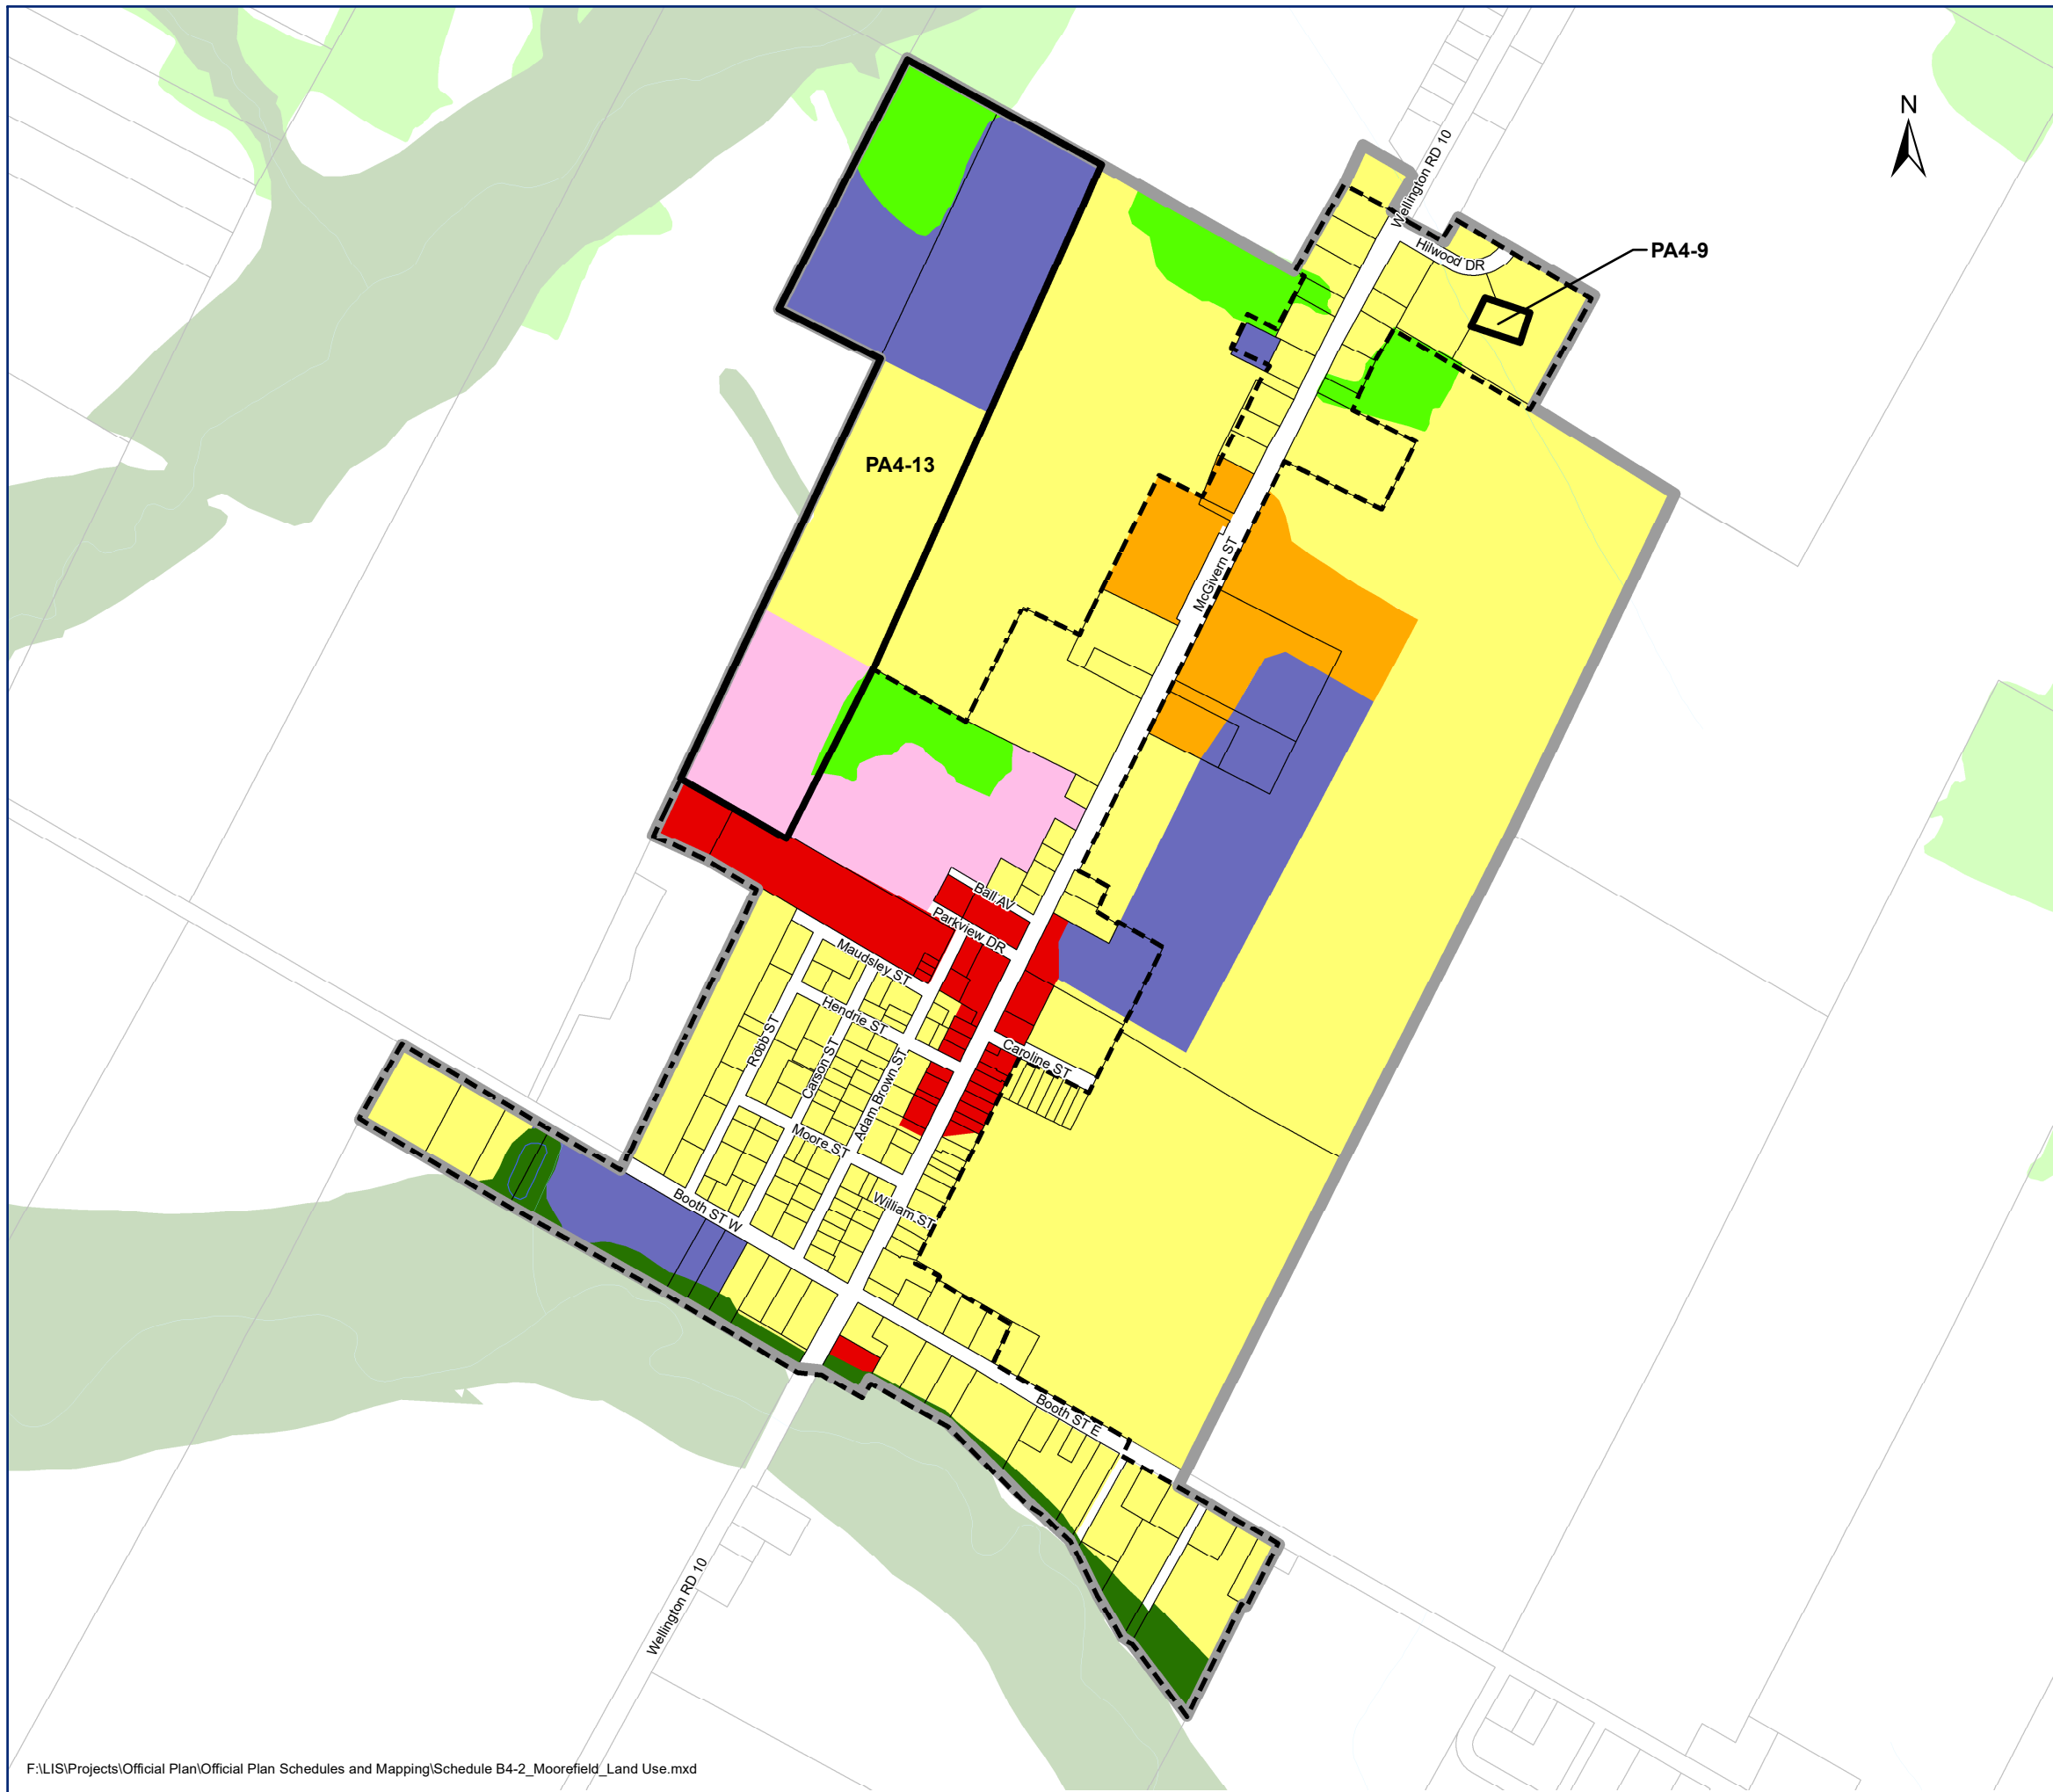 N
Wellington RD 10
Hilwood DR
PA4-9
PA4-13
McGivern ST
Ball AV
Parkview DR
Maudsley ST
Hendrie ST
Robb ST
Carson ST
Adam Brown ST
Caroline ST
Moore ST
William ST
Booth ST W
Booth ST E
Wellington RD 10
F:\LIS\Projects\Official Plan\Official Plan Schedules and Mapping\Schedule B4-2_Moorefield_Land Use.mxd